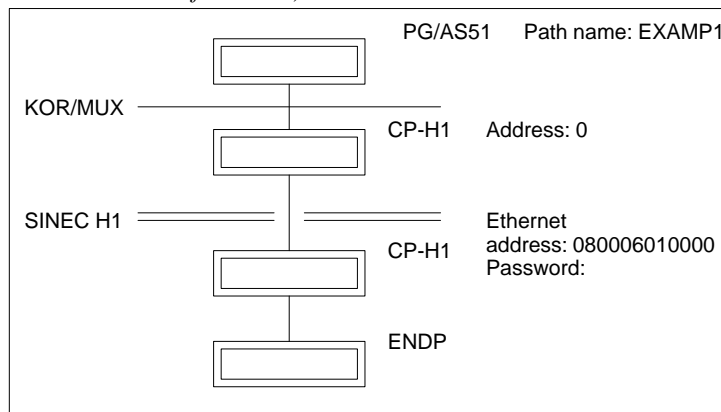 PG/AS51 Path name: EXAMP1
KOR/MUX
CP-H1 Address: 0
SINEC H1
Ethernet
address: 080006010000
CP-H1
Password:
ENDP